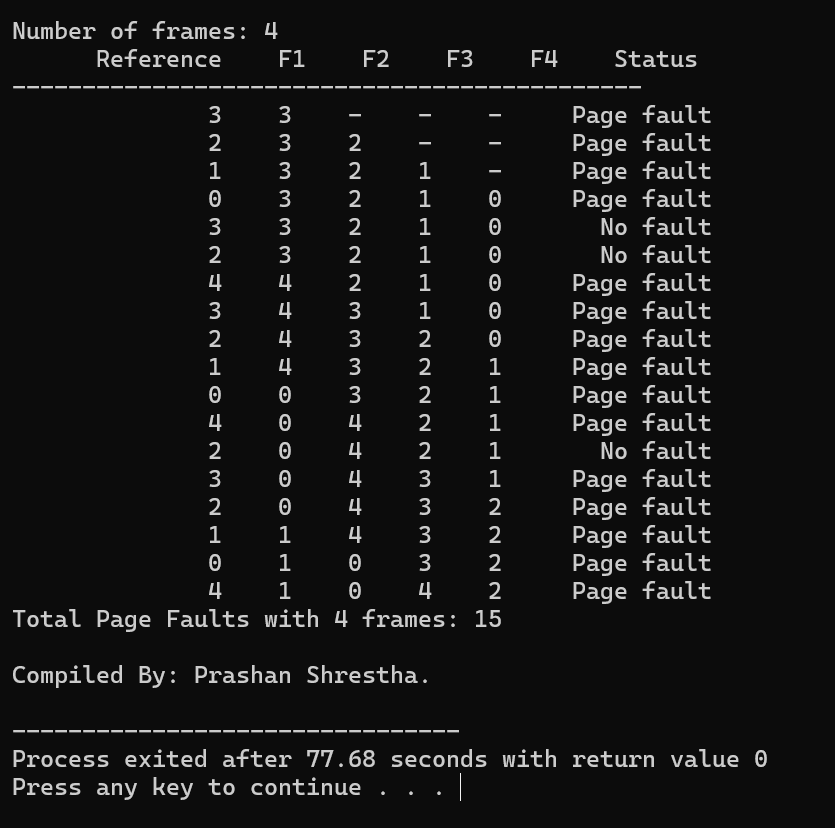 Number of frames: 4
Reference F1 F2 F3 F4 Status
---------------------------------------------
3 3 - - - Page fault
2 3 2 - - Page fault
1 3 2 1 - Page fault
0 3 2 1 0 Page fault
3 3 2 1 0 No fault
2 3 2 1 0 No fault
4 4 2 1 0 Page fault
3 4 3 1 0 Page fault
2 4 3 2 0 Page fault
1 4 3 2 1 Page fault
0 0 3 2 1 Page fault
4 0 4 2 1 Page fault
2 0 4 2 1 No fault
3 0 4 3 1 Page fault
2 0 4 3 2 Page fault
1 1 4 3 2 Page fault
0 1 0 3 2 Page fault
4 1 0 4 2 Page fault
Total Page Faults with 4 frames: 15
Compiled By: Prashan Shrestha.
--------------------------------
Process exited after 77.68 seconds with return value 0
Press any key to continue . . .